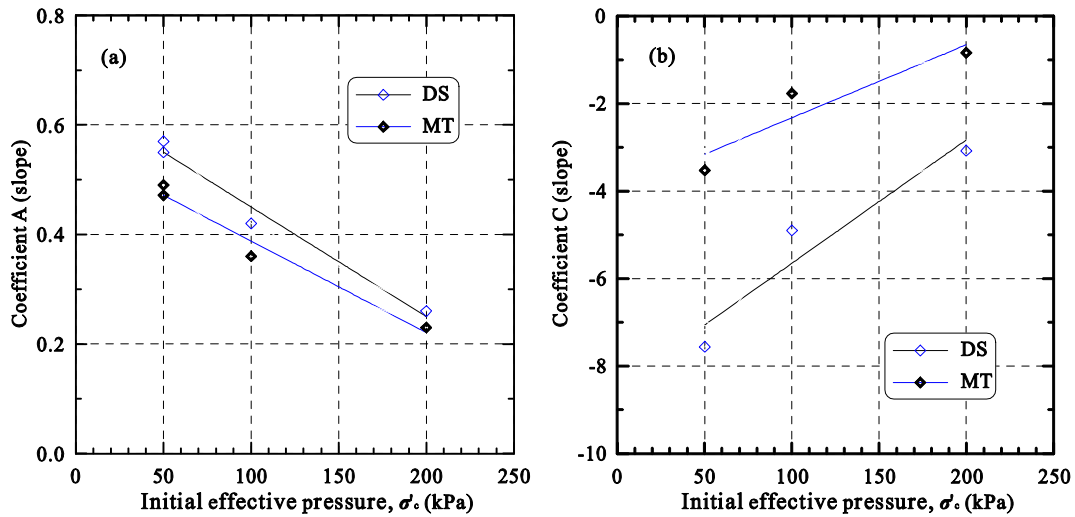 (a)
DS
MT
0.8
0.6
0.4
0.2
0.0
Coefficient A (slope)
0 50 100 150 200 250
Initial effective pressure, σ'c (kPa)
(b)
DS
MT
-0
-2
-4
-6
-8
-10
Coefficient C (slope)
0 50 100 150 200 250
Initial effective pressure, σ'c (kPa)